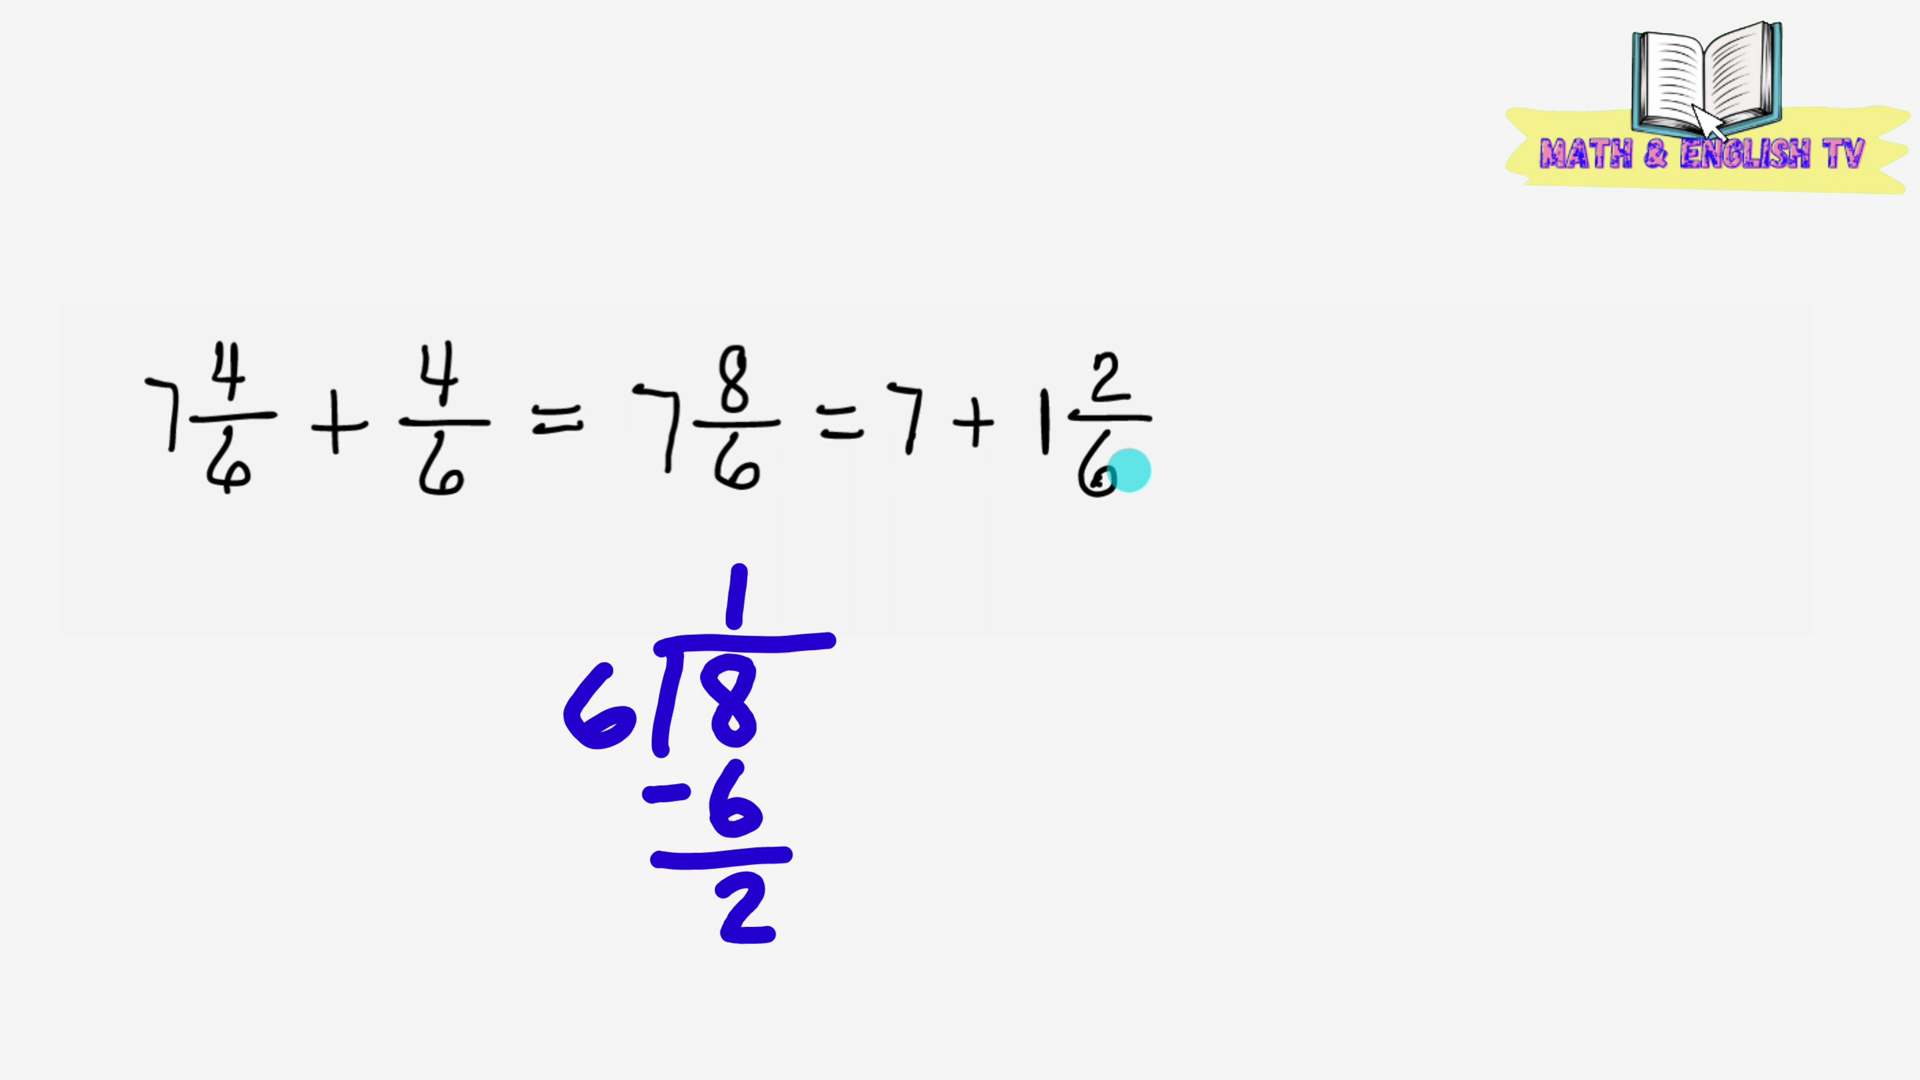 MATH & ENGLISH TV
7 4/6 + 4/6 = 7 8/6 = 7 + 1 2/6
1
6 8
- 6
2